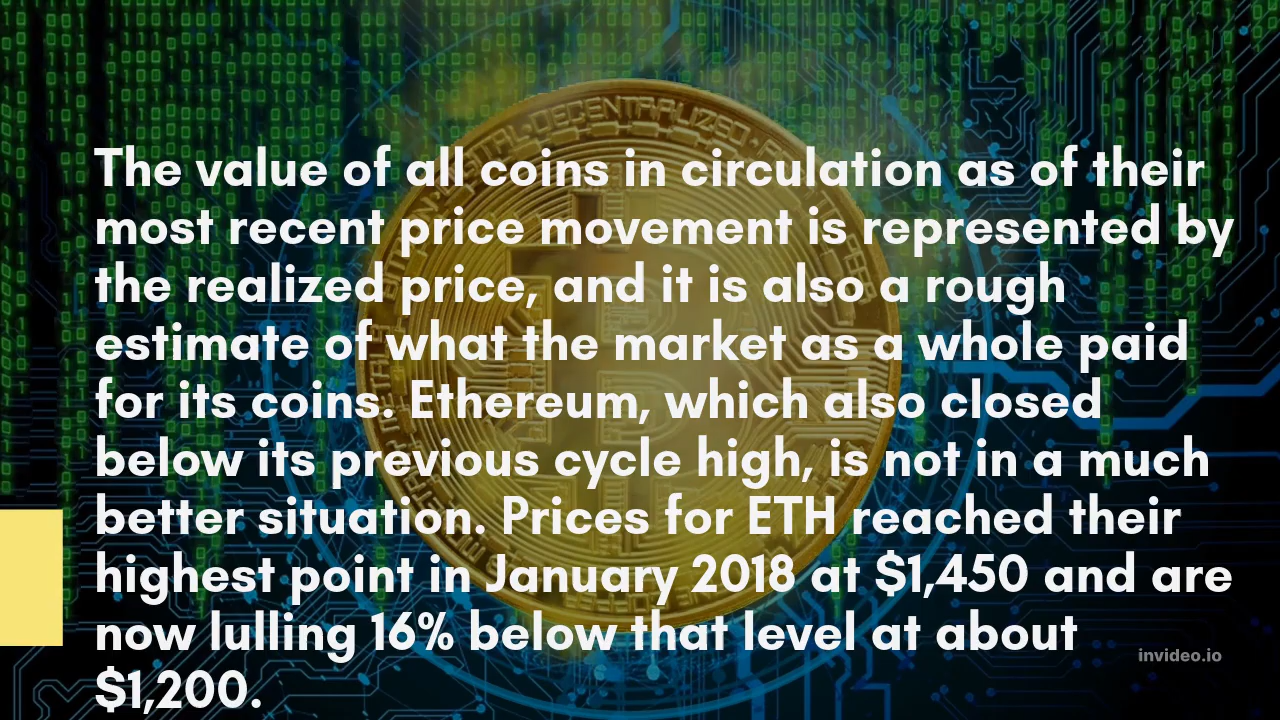 The value of all coins in circulation as of their
most recent price movement is represented by
the realized price, and it is also a rough
estimate of what the market as a whole paid
for its coins. Ethereum, which also closed
below its previous cycle high, is not in a much
better situation. Prices for ETH reached their
highest point in January 2018 at $1,450 and are
now lulling 16% below that level at about
$1,200.
invideo.io
DECENTRALIZED